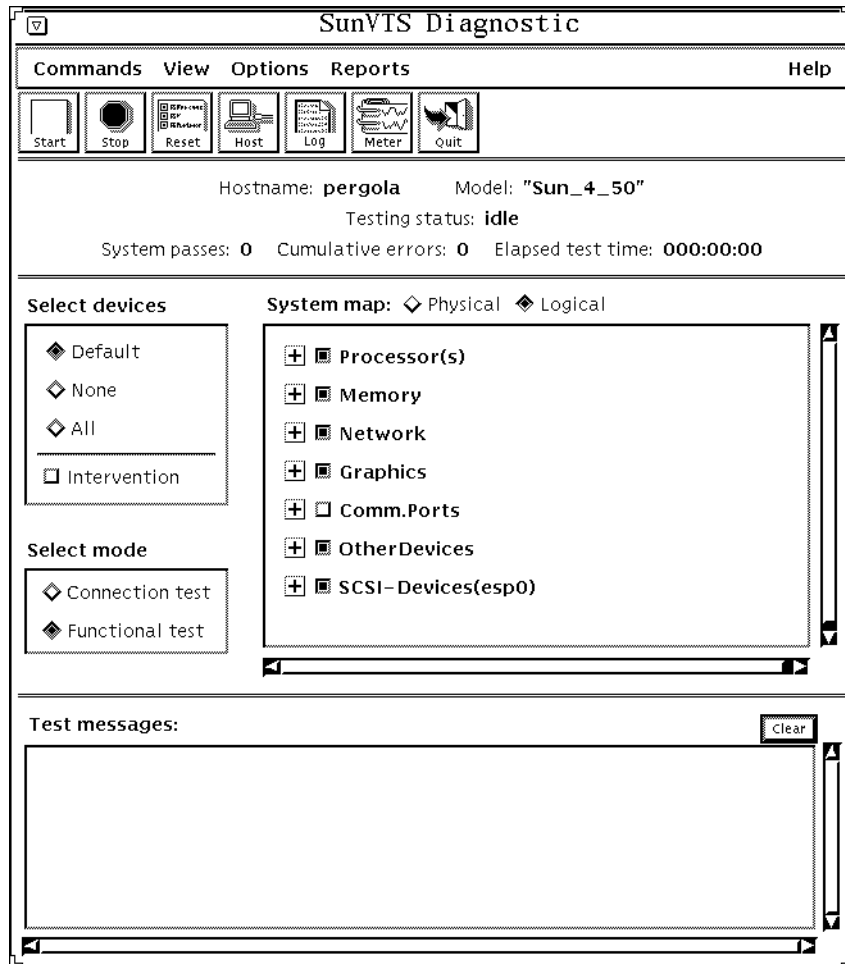 SunVTS Diagnostic
Commands View Options Reports Help
Start Stop Reset Host Log Meter Quit
Hostname: pergola Model: "Sun_4_50"
Testing status: idle
System passes: 0 Cumulative errors: 0 Elapsed test time: 000:00:00
Select devices
System map: Physical Logical
Default
None
All
Intervention
Select mode
Connection test
Functional test
Processor(s)
Memory
Network
Graphics
Comm.Ports
OtherDevices
SCSI-Devices(esp0)
Test messages:
Clear